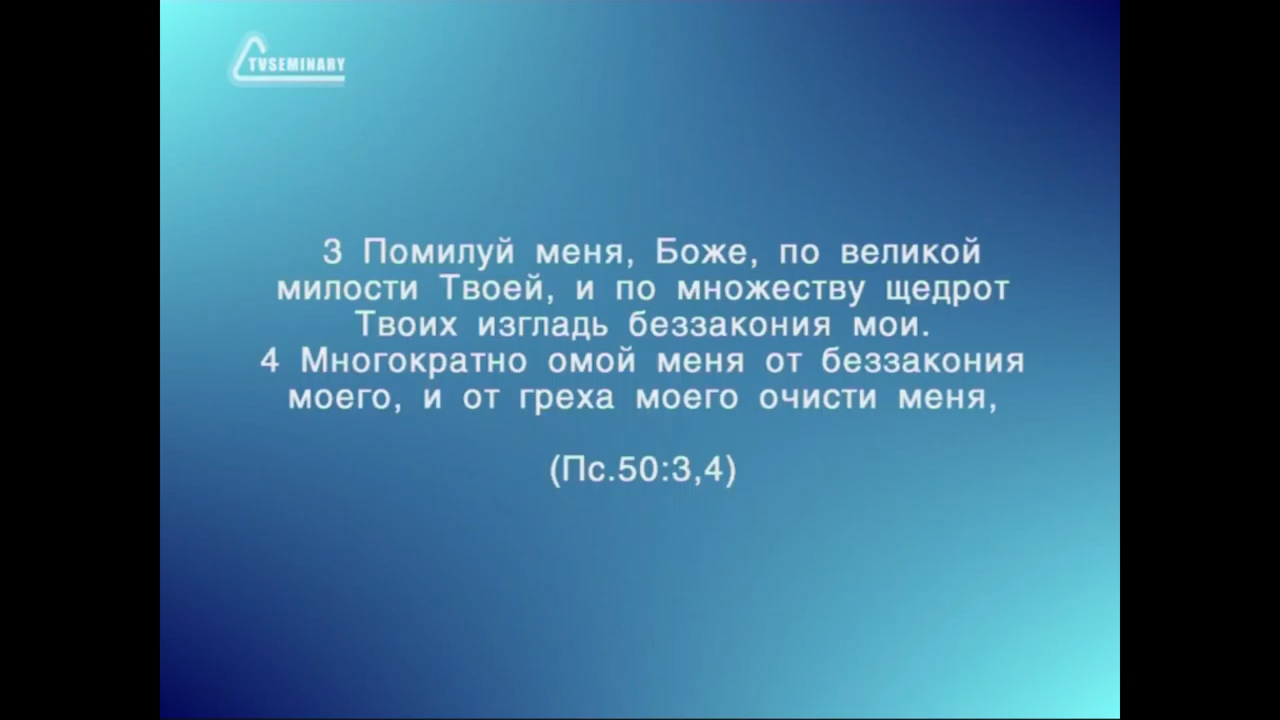 TVSEMINARY
3 Помилуй меня, Боже, по великой
милости Твоей, и по множеству щедрот
Твоих изгладь беззакония мои.
4 Многократно омой меня от беззакония
моего, и от греха моего очисти меня,
(Пс.50:3,4)